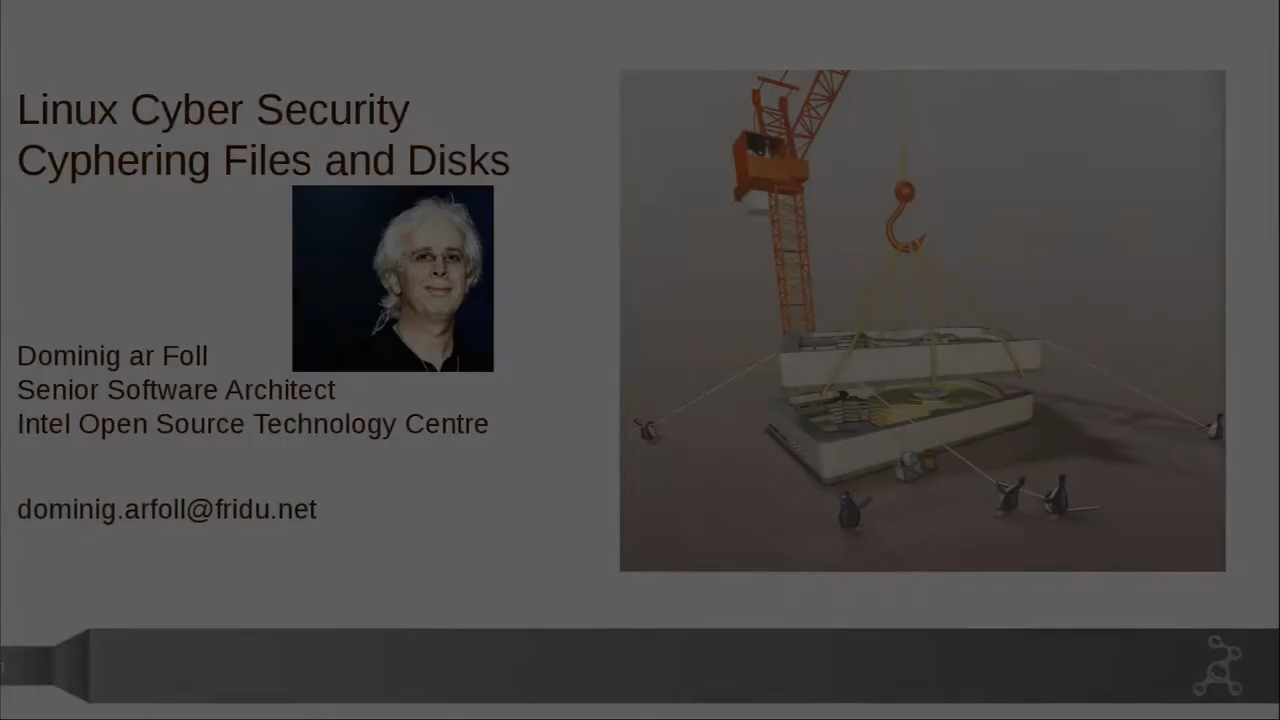 Linux Cyber Security
Cyphering Files and Disks
Dominig ar Foll
Senior Software Architect
Intel Open Source Technology Centre
dominig.arfoll@fridu.net